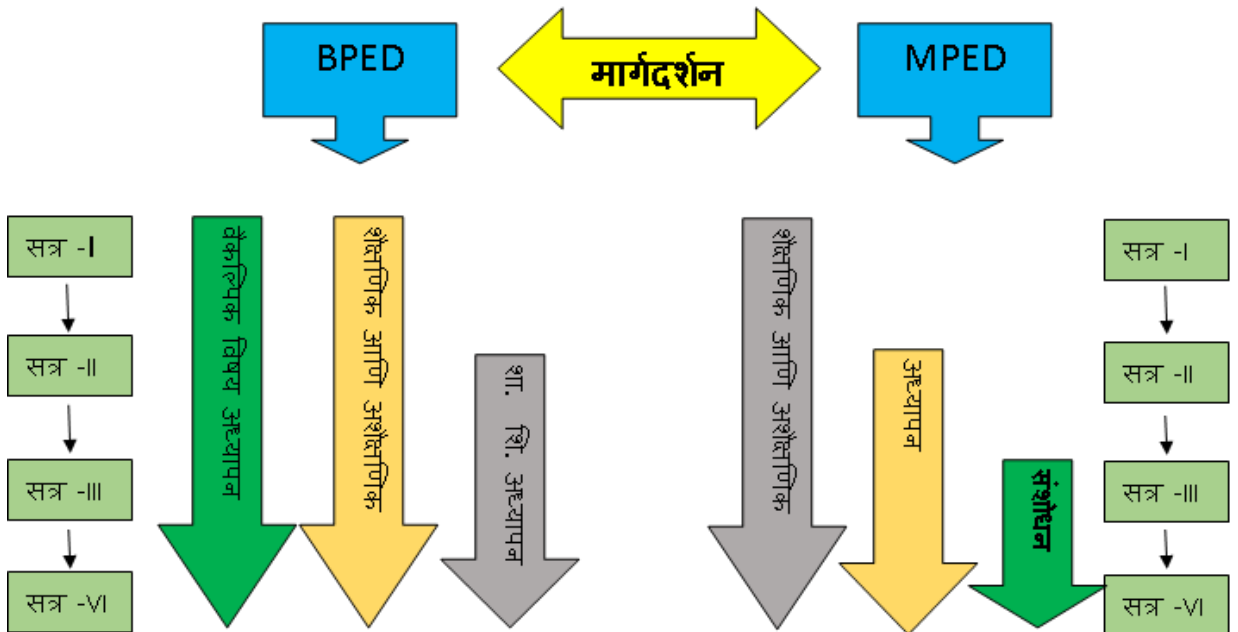 BPED
मार्गदर्शन
MPED
सत्र -I
सत्र -II
सत्र -III
सत्र -VI
वैकल्पिक विषय अध्यापन
शैक्षणिक आणि अशैक्षणिक
शा. शि. अध्यापन
शैक्षणिक आणि अशैक्षणिक
अध्यापन
संशोधन
सत्र -I
सत्र -II
सत्र -III
सत्र -VI